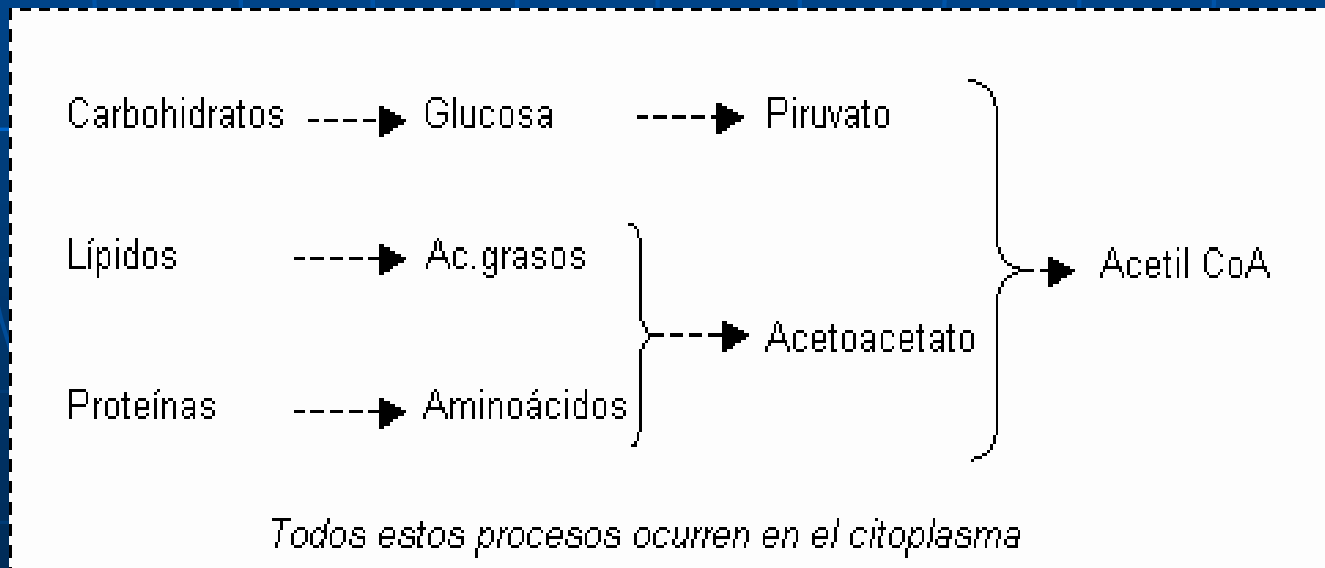 Carbohidratos Glucosa Piruvato
Lípidos Ac.grasos Acetil CoA
Acetoacetato
Proteínas Aminoácidos
Todos estos procesos ocurren en el citoplasma